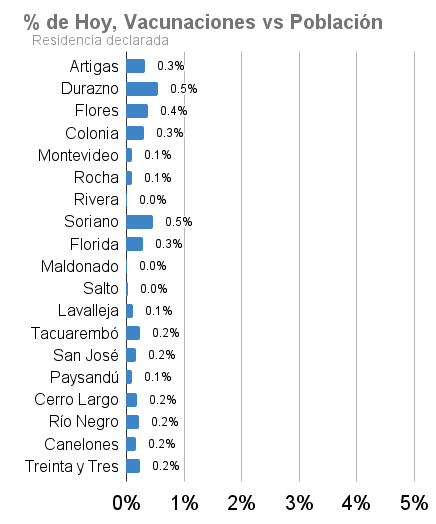 % de Hoy, Vacunaciones vs Población
Residencia declarada
Artigas 0.3%
Durazno 0.5%
Flores 0.4%
Colonia 0.3%
Montevideo 0.1%
Rocha 0.1%
Rivera 0.0%
Soriano 0.5%
Florida 0.3%
Maldonado 0.0%
Salto 0.0%
Lavalleja 0.1%
Tacuarembó 0.2%
San José 0.2%
Paysandú 0.1%
Cerro Largo 0.2%
Río Negro 0.2%
Canelones 0.2%
Treinta y Tres 0.2%
0% 1% 2% 3% 4% 5%